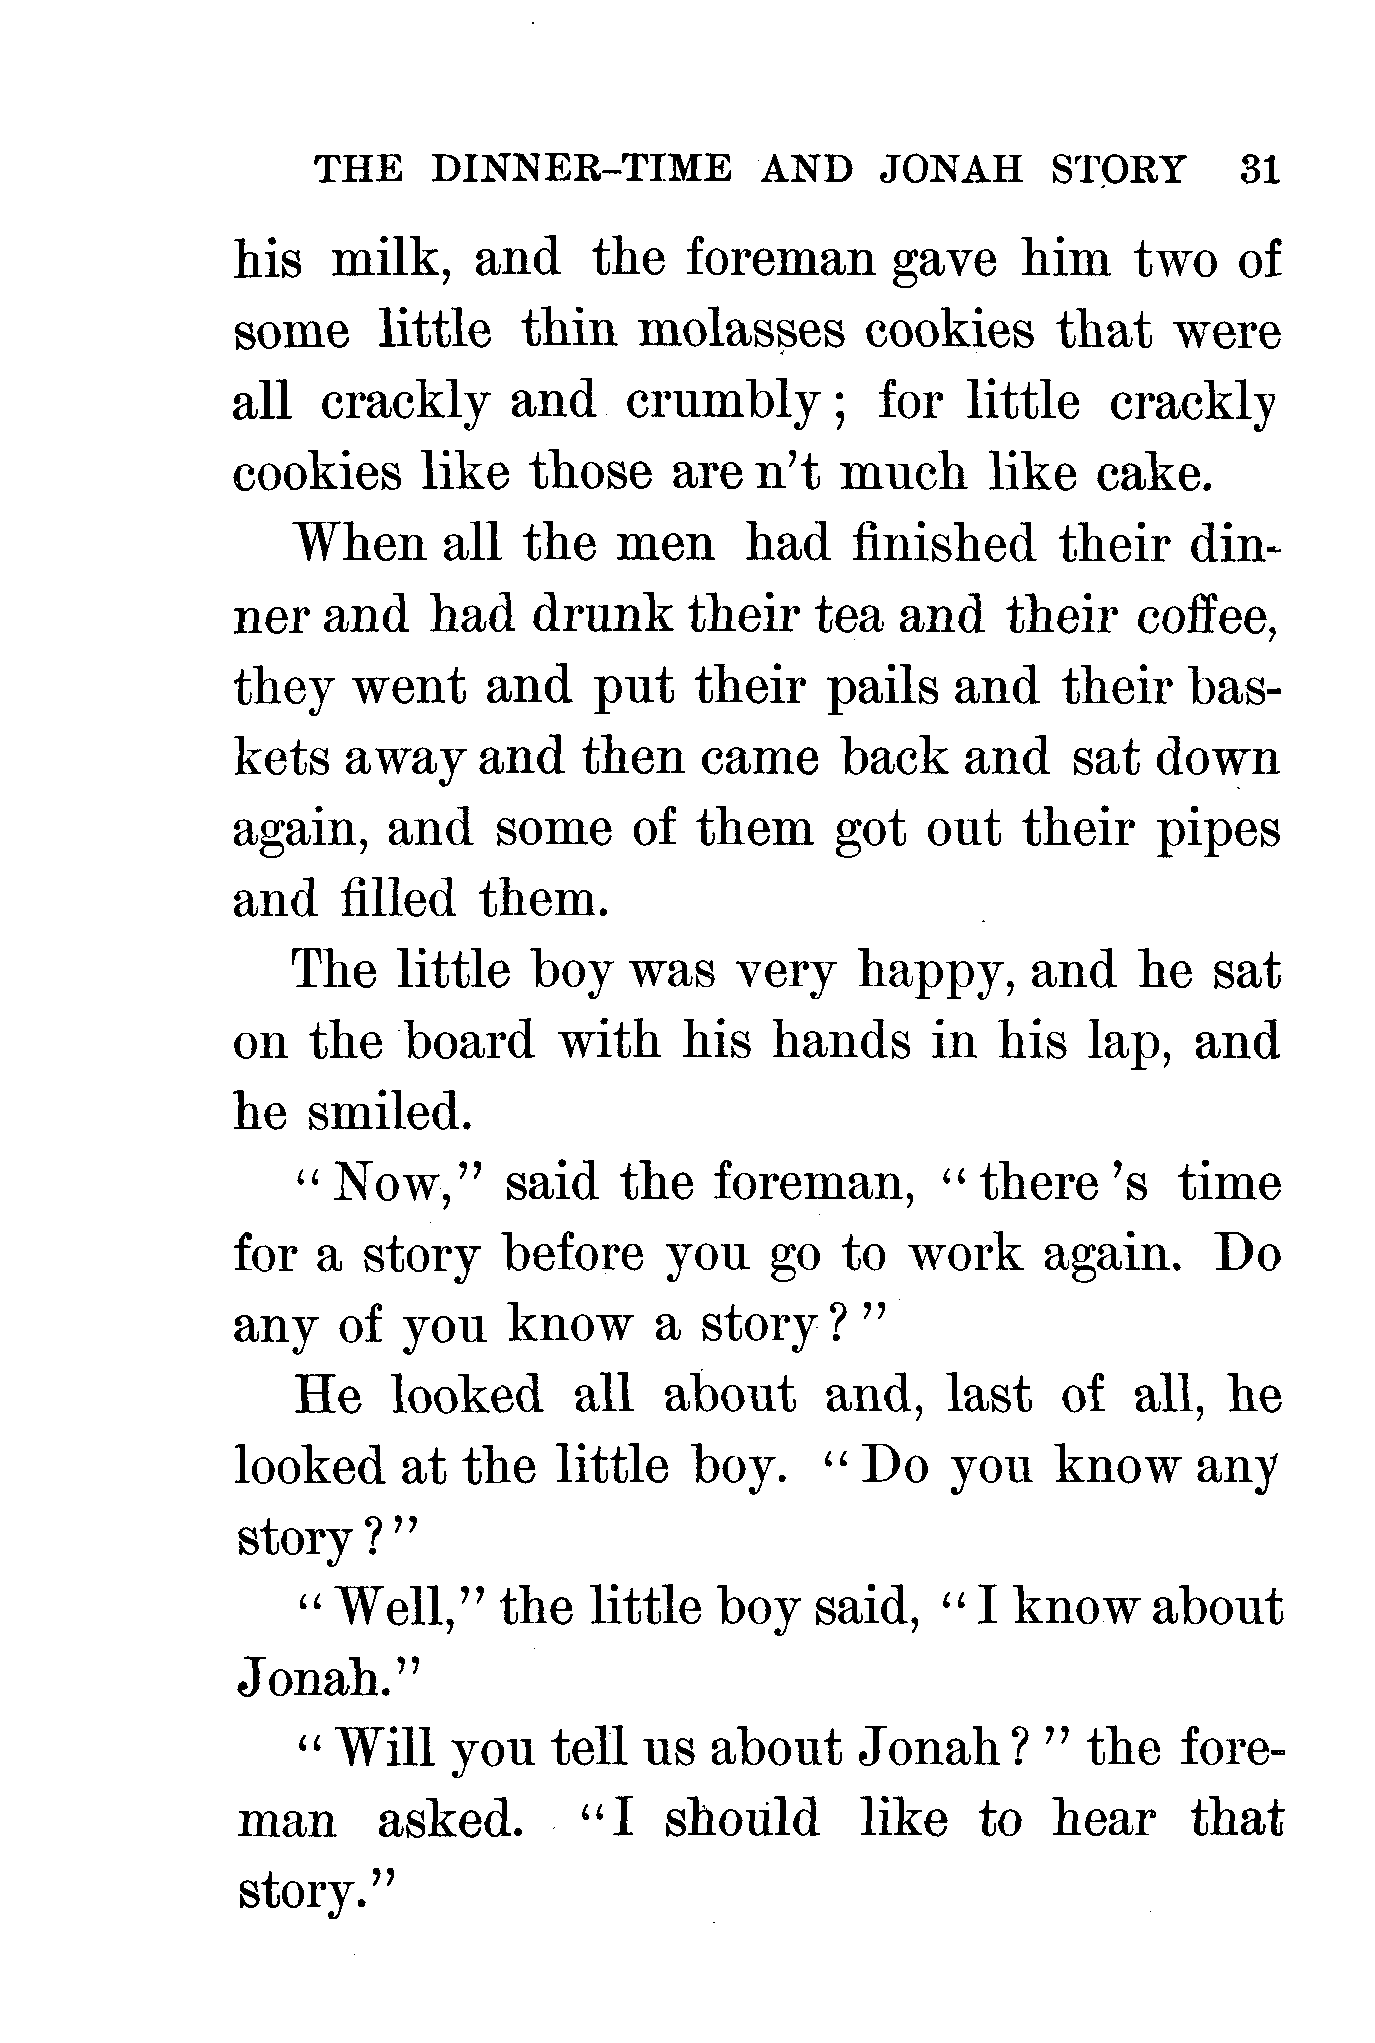 THE DINNER-TIME AND JONAH STORY 31
his milk, and the foreman gave him two of
some little thin molasses cookies that were
all crackly and crumbly; for little crackly
cookies like those are n't much like cake.
When all the men had finished their din-
ner and had drunk their tea and their coffee,
they went and put their pails and their bas-
kets away and then came back and sat down
again, and some of them got out their pipes
and filled them.
The little boy was very happy, and he sat
on the board with his hands in his lap, and
he smiled.
"Now," said the foreman, "there 's time
for a story before you go to work again. Do
any of you know a story?"
He looked all about and, last of all, he
looked at the little boy. "Do you know any
story?"
"Well," the little boy said, "I know about
Jonah."
"Will you tell us about Jonah?" the fore-
man asked. "I should like to hear that
story."